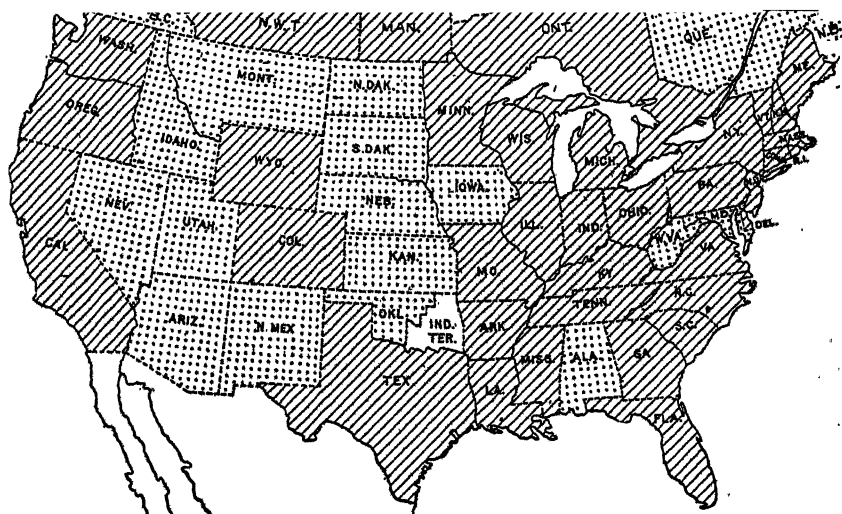 B.C.
N.W.T
MAN.
ONT.
QUE.
N.B.
WASH.
MONT.
N.DAK.
MINN.
ME.
OREG.
IDAHO.
S.DAK.
WIS.
MICH.
N.Y.
VT.
N.H.
MASS.
R.I.
WYO.
IOWA.
PA.
NEV.
UTAH.
NEB.
ILL.
IND.
OHIO.
DEL.
CAL.
COL.
KAN.
MO.
W.VA.
VA
KY
ARIZ.
N.MEX
OKL.
IND.
TER.
ARK.
TENN.
N.C.
S.C.
TEX
LA.
MISS.
ALA.
GA
FLA.